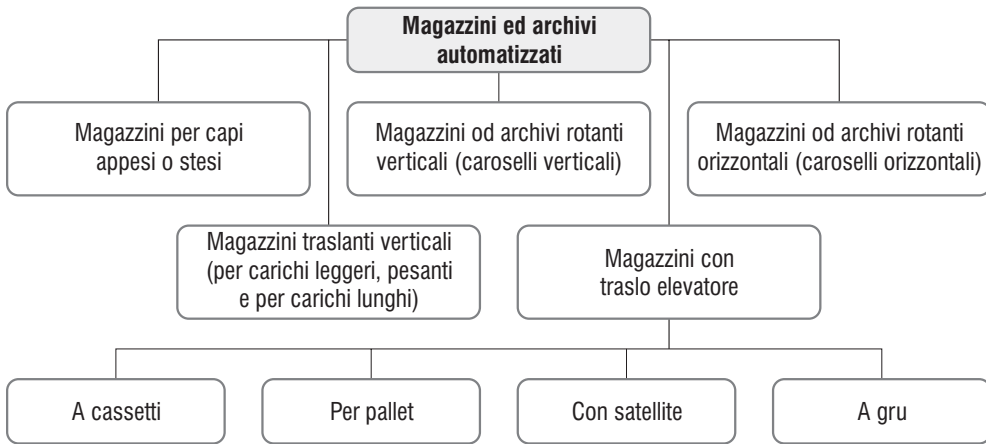 Magazzini ed archivi
automatizzati
Magazzini per capi
appesi o stesi
Magazzini od archivi rotanti
verticali (caroselli verticali)
Magazzini od archivi rotanti
orizzontali (caroselli orizzontali)
Magazzini traslanti verticali
(per carichi leggeri, pesanti
e per carichi lunghi)
Magazzini con
traslo elevatore
A cassetti
Per pallet
Con satellite
A gru